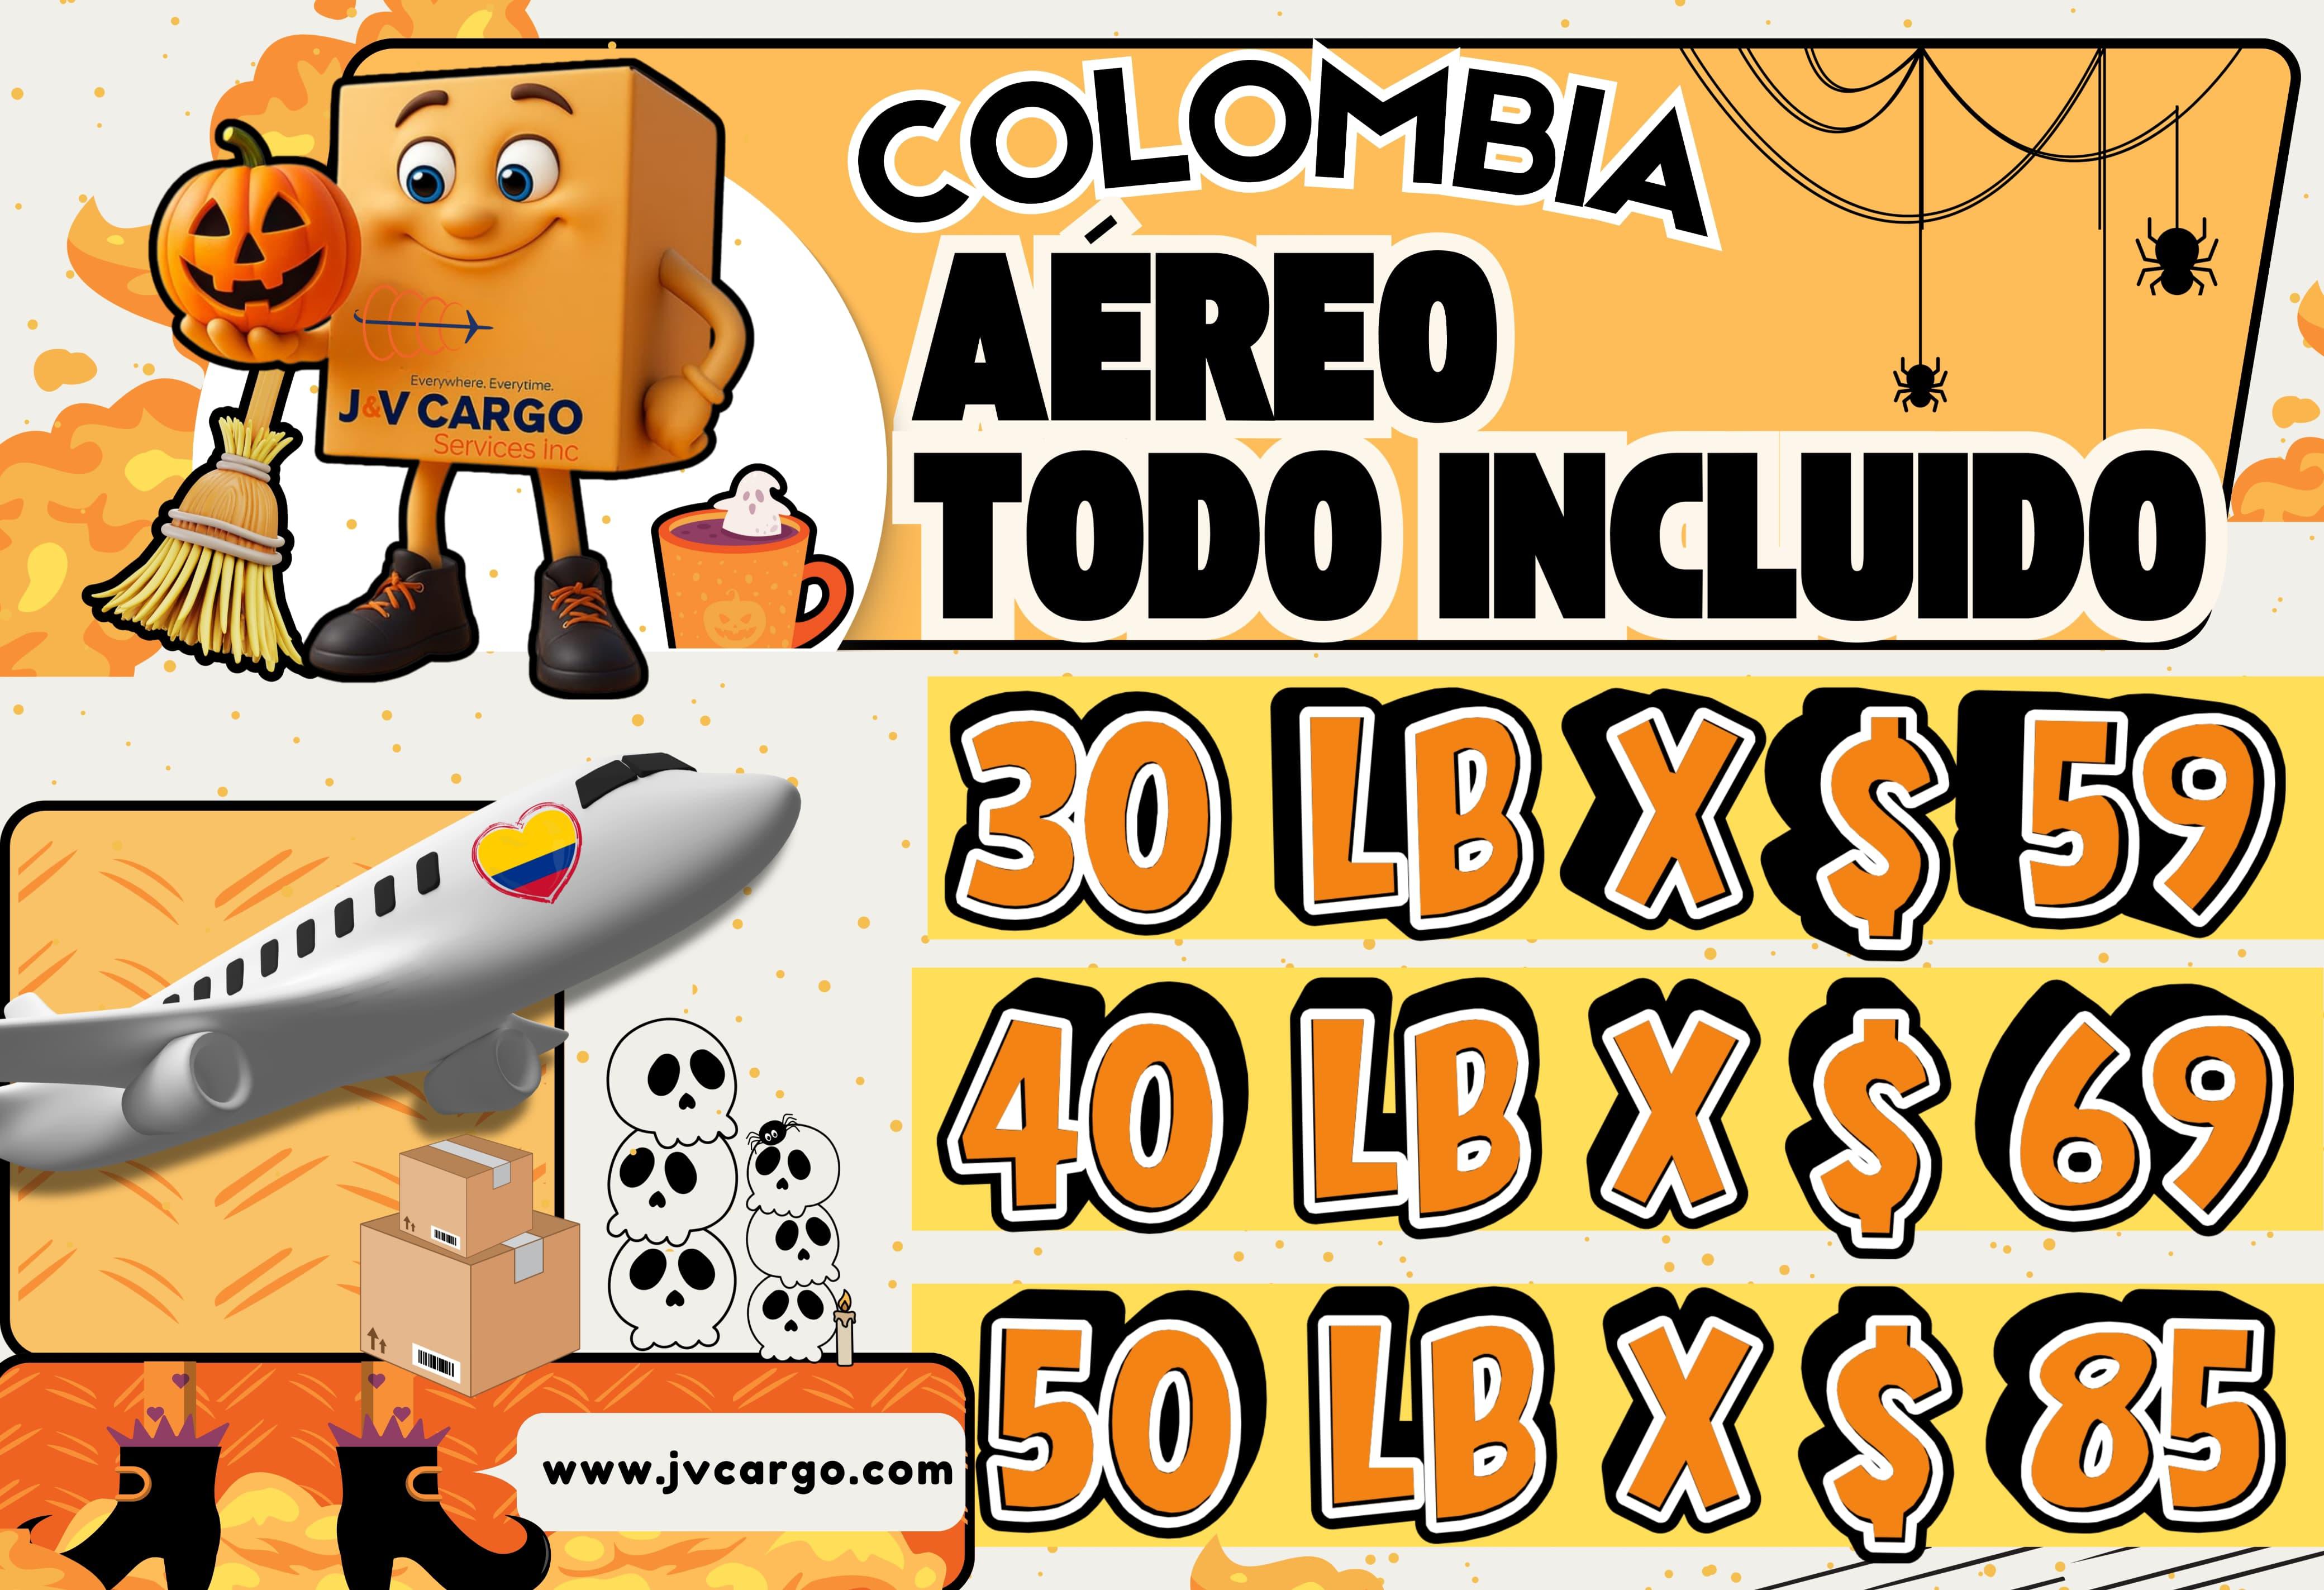 COLOMBIA
AÉREO
TODO INCLUIDO
Everywhere. Everytime.
J&V CARGO
Services Inc
30 LB X $ 59
40 LB X $ 69
50 LB X $ 85
www.jvcargo.com